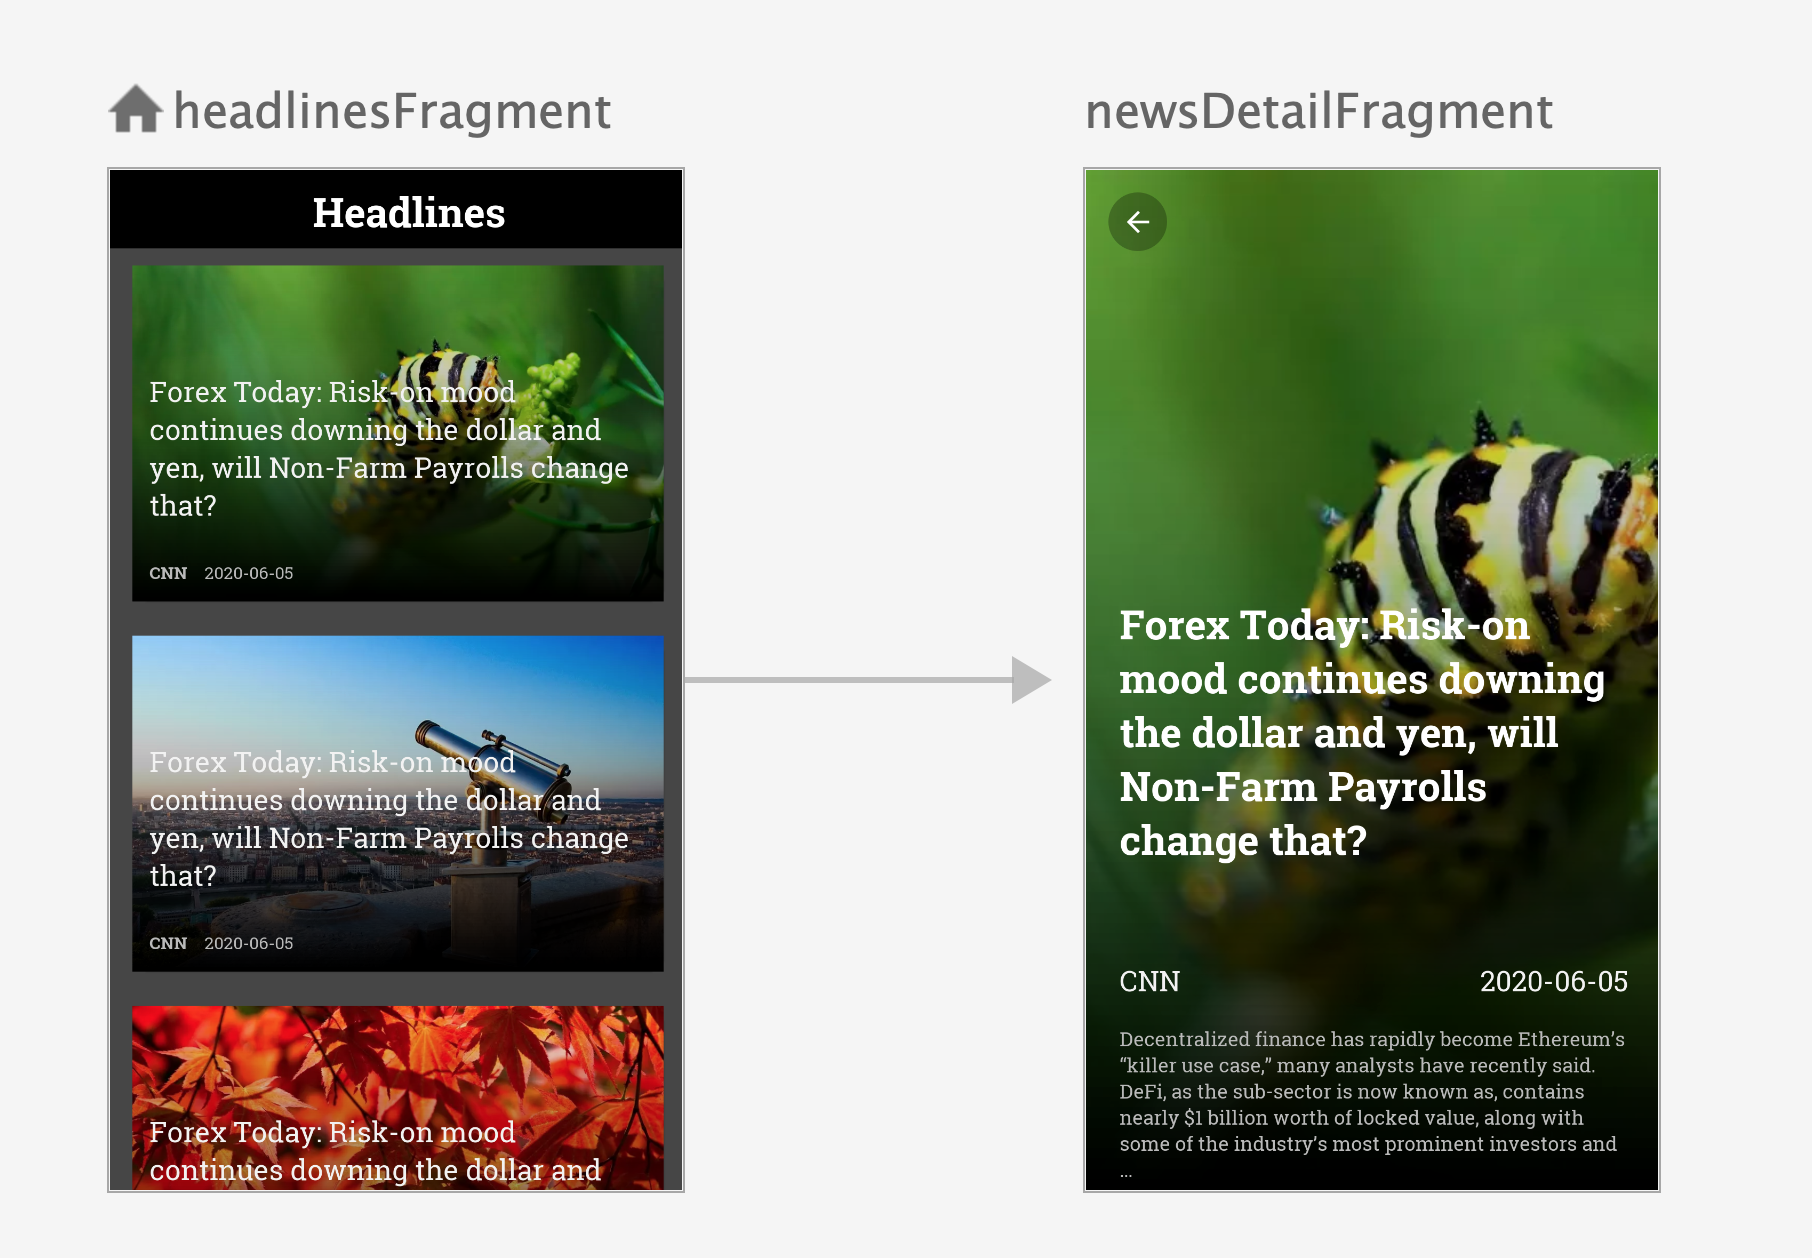 headlinesFragment
Headlines
Forex Today: Risk-on mood
continues downing the dollar and
yen, will Non-Farm Payrolls change
that?
CNN 2020-06-05
Forex Today: Risk-on mood
continues downing the dollar and
yen, will Non-Farm Payrolls change
that?
CNN 2020-06-05
Forex Today: Risk-on mood
continues downing the dollar and
newsDetailFragment
Forex Today: Risk-on
mood continues downing
the dollar and yen, will
Non-Farm Payrolls
change that?
CNN 2020-06-05
Decentralized finance has rapidly become Ethereum’s
“killer use case,” many analysts have recently said.
DeFi, as the sub-sector is now known as, contains
nearly $1 billion worth of locked value, along with
some of the industry’s most prominent investors and
...